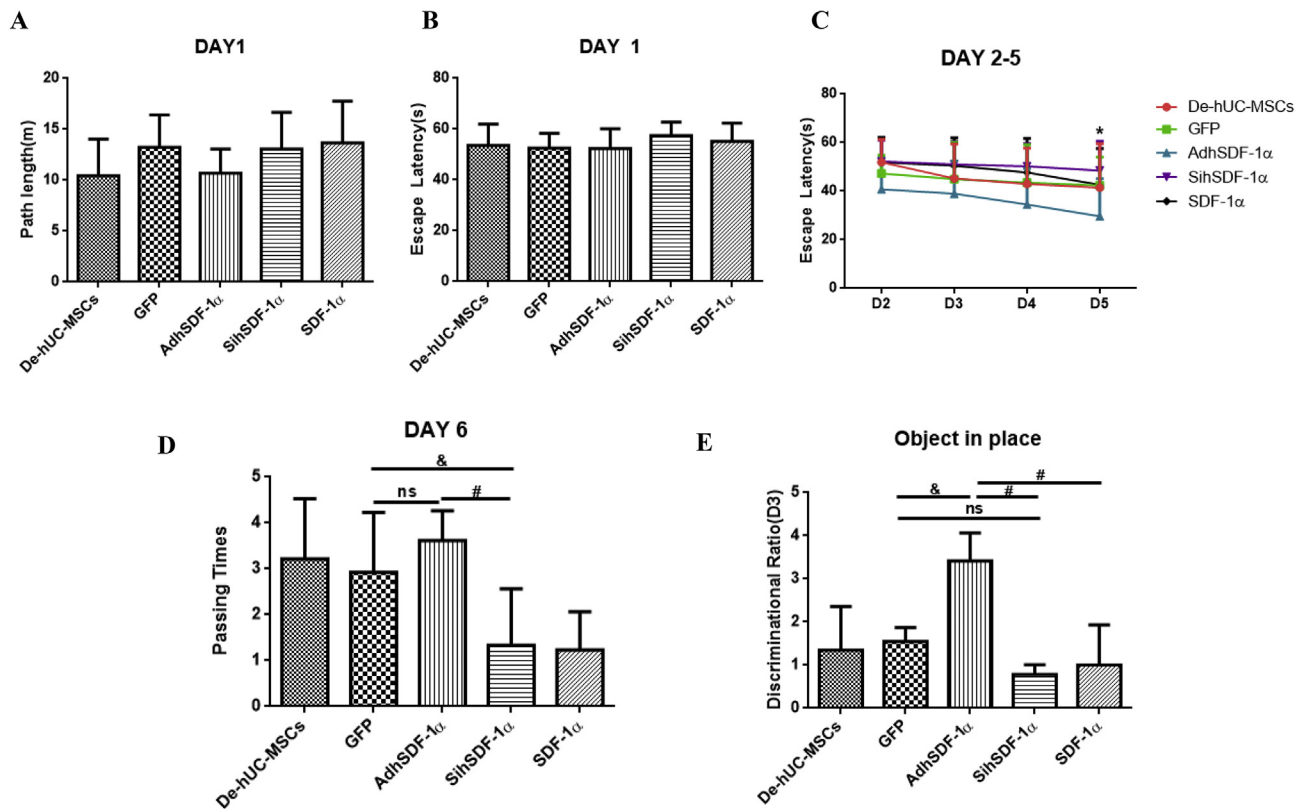 A
DAY1
Path length(m)
20
15
10
5
0
De-hUC-MSCs
GFP
AdhSDF-1α
SihSDF-1α
SDF-1α
B
DAY 1
Escape Latency(s)
80
60
40
20
0
De-hUC-MSCs
GFP
AdhSDF-1α
SihSDF-1α
SDF-1α
C
DAY 2-5
Escape Latency(s)
80
60
40
20
0
*
D2
D3
D4
D5
De-hUC-MSCs
GFP
AdhSDF-1α
SihSDF-1α
SDF-1α
D
DAY 6
Passing Times
5
4
3
2
1
0
&
ns
#
De-hUC-MSCs
GFP
AdhSDF-1α
SihSDF-1α
SDF-1α
E
Object in place
Discriminational Ratio(D3)
5
4
3
2
1
0
#
&
#
ns
De-hUC-MSCs
GFP
AdhSDF-1α
SihSDF-1α
SDF-1α